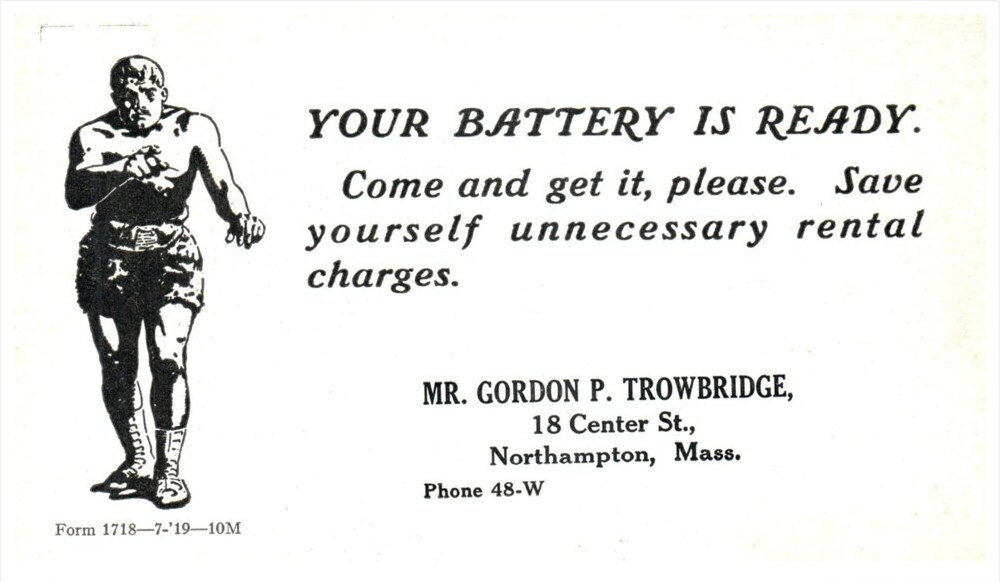 YOUR BATTERY IS READY.
Come and get it, please. Save
yourself unnecessary rental
charges.
MR. GORDON P. TROWBRIDGE,
18 Center St.,
Northampton, Mass.
Phone 48-W
Form 1718—7-'19—10M